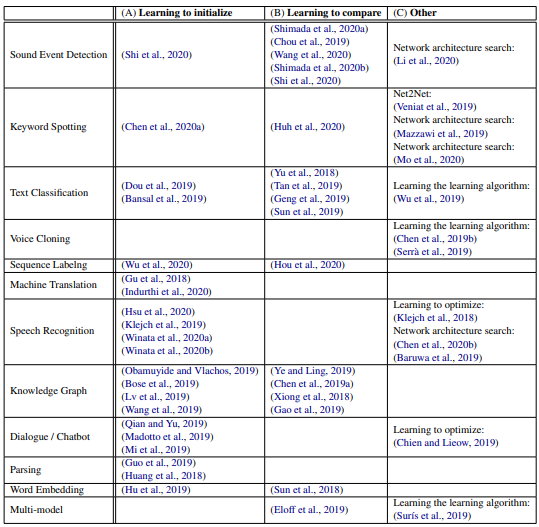 (A) Learning to initialize (B) Learning to compare (C) Other
Sound Event Detection
(Shi et al., 2020)
(Shimada et al., 2020a)
(Chou et al., 2019)
(Wang et al., 2020)
(Shimada et al., 2020b)
(Shi et al., 2020)
Network architecture search:
(Li et al., 2020)
Keyword Spotting
(Chen et al., 2020a)
(Huh et al., 2020)
Net2Net:
(Veniat et al., 2019)
Network architecture search:
(Mazzawi et al., 2019)
Network architecture search:
(Mo et al., 2020)
Text Classification
(Dou et al., 2019)
(Bansal et al., 2019)
(Yu et al., 2018)
(Tan et al., 2019)
(Geng et al., 2019)
(Sun et al., 2019)
Learning the learning algorithm:
(Wu et al., 2019)
Voice Cloning
Learning the learning algorithm:
(Chen et al., 2019b)
(Serrà et al., 2019)
Sequence Labelng
(Wu et al., 2020)
(Hou et al., 2020)
Machine Translation
(Gu et al., 2018)
(Indurthi et al., 2020)
Speech Recognition
(Hsu et al., 2020)
(Klejch et al., 2019)
(Winata et al., 2020a)
(Winata et al., 2020b)
Learning to optimize:
(Klejch et al., 2018)
Network architecture search:
(Chen et al., 2020b)
(Baruwa et al., 2019)
Knowledge Graph
(Obamuyide and Vlachos, 2019)
(Bose et al., 2019)
(Lv et al., 2019)
(Wang et al., 2019)
(Ye and Ling, 2019)
(Chen et al., 2019a)
(Xiong et al., 2018)
(Gao et al., 2019)
Dialogue / Chatbot
(Qian and Yu, 2019)
(Madotto et al., 2019)
(Mi et al., 2019)
Learning to optimize:
(Chien and Lieow, 2019)
Parsing
(Guo et al., 2019)
(Huang et al., 2018)
Word Embedding
(Hu et al., 2019)
(Sun et al., 2018)
Multi-model
(Eloff et al., 2019)
Learning the learning algorithm:
(Surís et al., 2019)